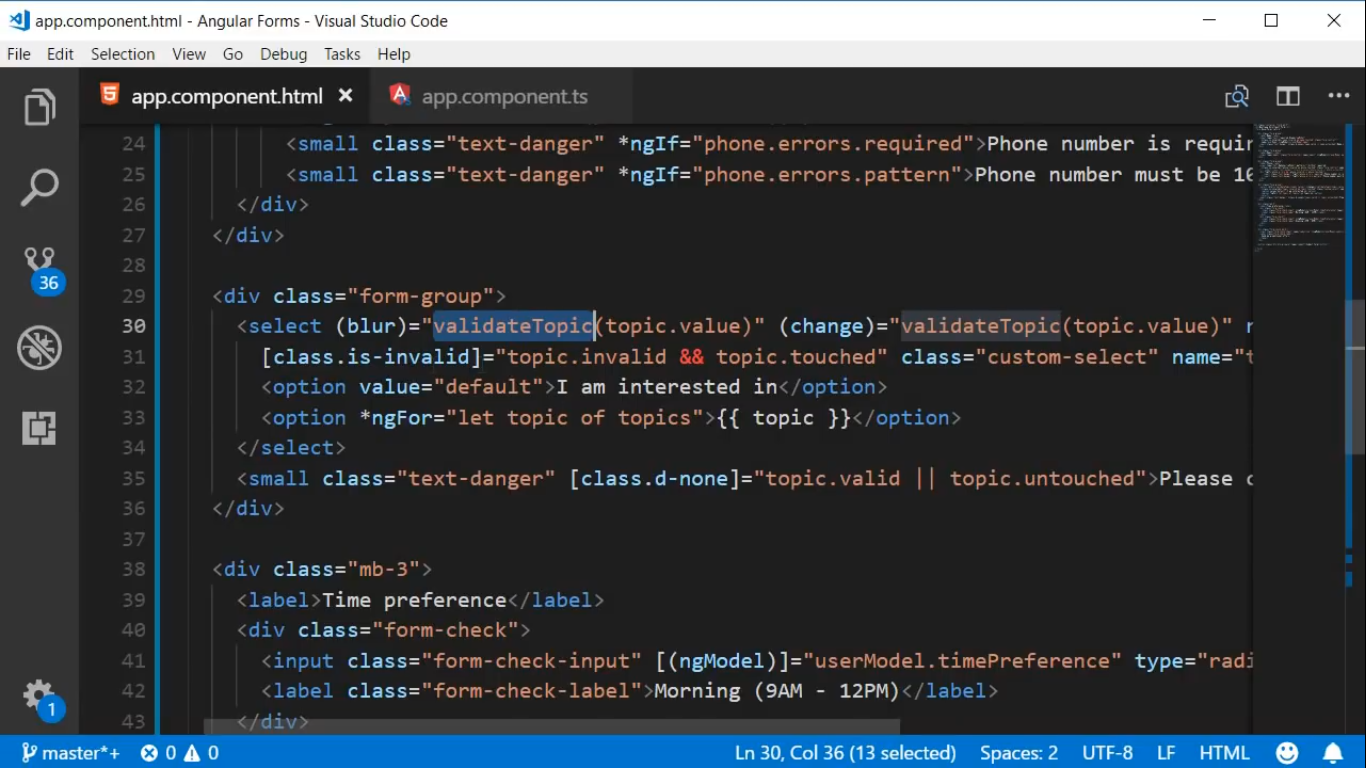 app.component.html - Angular Forms - Visual Studio Code
File Edit Selection View Go Debug Tasks Help
app.component.html app.component.ts
24 <small class="text-danger" *ngIf="phone.errors.required">Phone number is requir
25 <small class="text-danger" *ngIf="phone.errors.pattern">Phone number must be 10
26 </div>
27 </div>
28
29 <div class="form-group">
30 <select (blur)="validateTopic(topic.value)" (change)="validateTopic(topic.value)"
31 [class.is-invalid]="topic.invalid && topic.touched" class="custom-select" name="t
32 <option value="default">I am interested in</option>
33 <option *ngFor="let topic of topics">{{ topic }}</option>
34 </select>
35 <small class="text-danger" [class.d-none]="topic.valid || topic.untouched">Please c
36 </div>
37
38 <div class="mb-3">
39 <label>Time preference</label>
40 <div class="form-check">
41 <input class="form-check-input" [(ngModel)]="userModel.timePreference" type="radi
42 <label class="form-check-label">Morning (9AM - 12PM)</label>
43 </div>
36
1
master*+ 0 0 Ln 30, Col 36 (13 selected) Spaces: 2 UTF-8 LF HTML